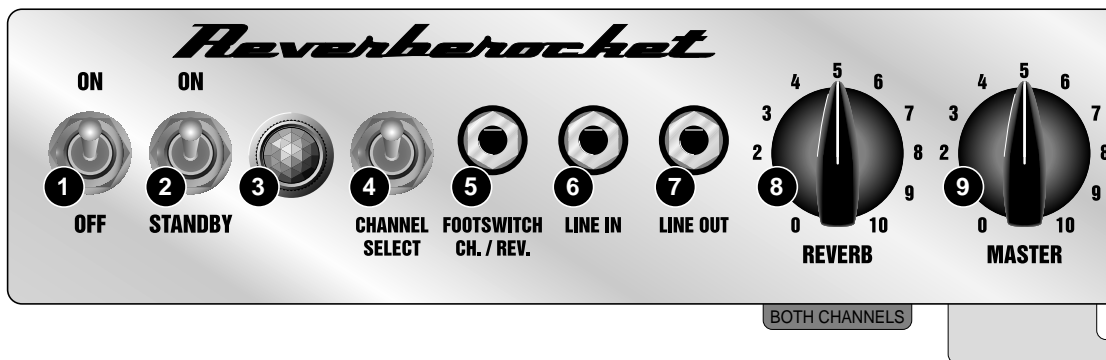 Reverberocket
ON ON
OFF STANDBY
CHANNEL SELECT
FOOTSWITCH CH. / REV.
LINE IN
LINE OUT
0 2 3 4 5 6 7 8 9 10
REVERB
0 2 3 4 5 6 7 8 9 10
MASTER
1 2 3 4 5 6 7 8 9
BOTH CHANNELS